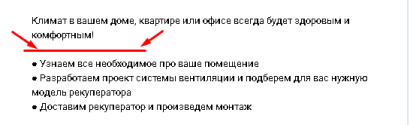 Климат в вашем доме, квартире или офисе всегда будет здоровым и
комфортным!
● Узнаем все необходимое про ваше помещение
● Разработаем проект системы вентиляции и подберем для вас нужную
модель рекуператора
● Доставим рекуператор и произведем монтаж